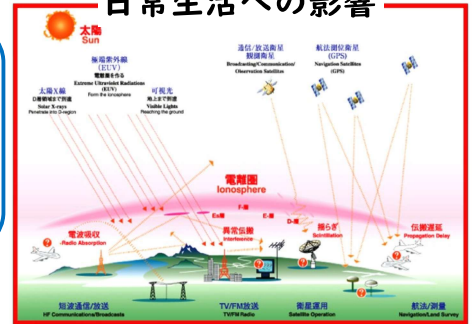 日常生活への影響
太陽
Sun
極端紫外線
(EUV)
電離圏を作る
Extreme Ultraviolet Radiations
(EUV)
Form the Ionosphere
太陽X線
D層領域まで到達
Solar X-rays
Penetrate into D-region
可視光
地上まで到達
Visible Lights
Reaching the ground
通信/放送衛星
観測衛星
Broadcasting/Communication/
Observation Satellites
航法測位衛星
(GPS)
Navigation Satellites
(GPS)
電離圏
Ionosphere
F-層
Es層
E-層
D-層
電波吸収
Radio Absorption
異常伝搬
Interference
揺らぎ
Scintillation
伝搬遅延
Propagation Delay
?
?
?
?
?
短波通信/放送
HF Communications/Broadcasts
TV/FM放送
TV/FM Radio
衛星運用
Satellite Operation
航法/測量
Navigation/Land Survey